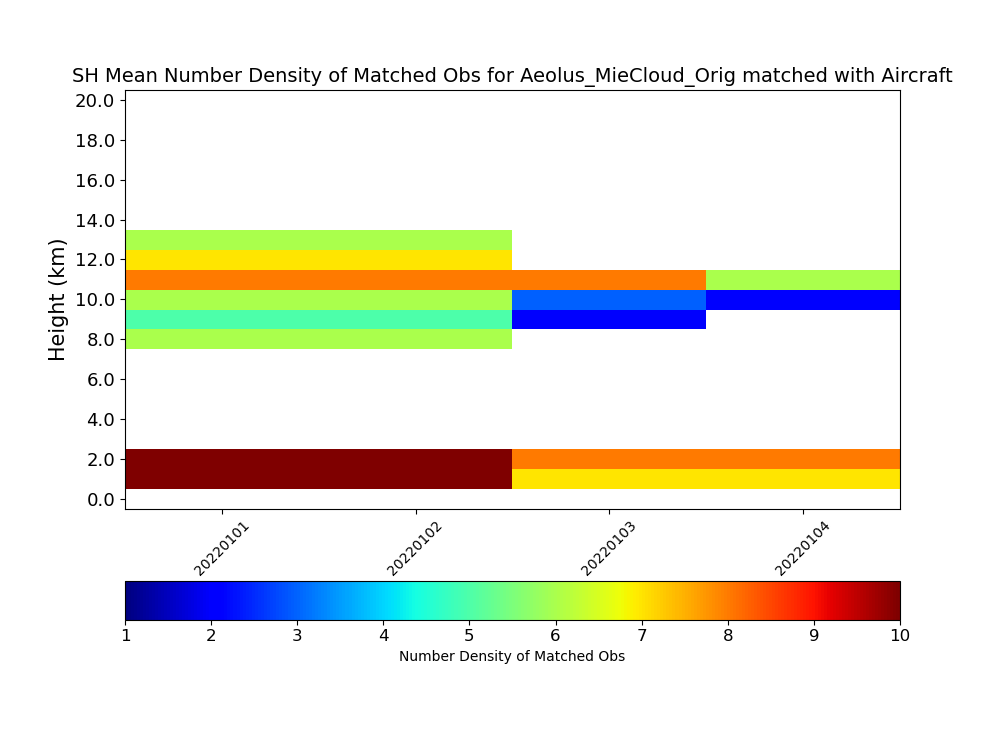 SH Mean Number Density of Matched Obs for Aeolus_MieCloud_Orig matched with Aircraft
20.0
18.0
16.0
14.0
12.0
10.0
8.0
6.0
4.0
2.0
0.0
Height (km)
20220101 20220102 20220103 20220104
1 2 3 4 5 6 7 8 9 10
Number Density of Matched Obs